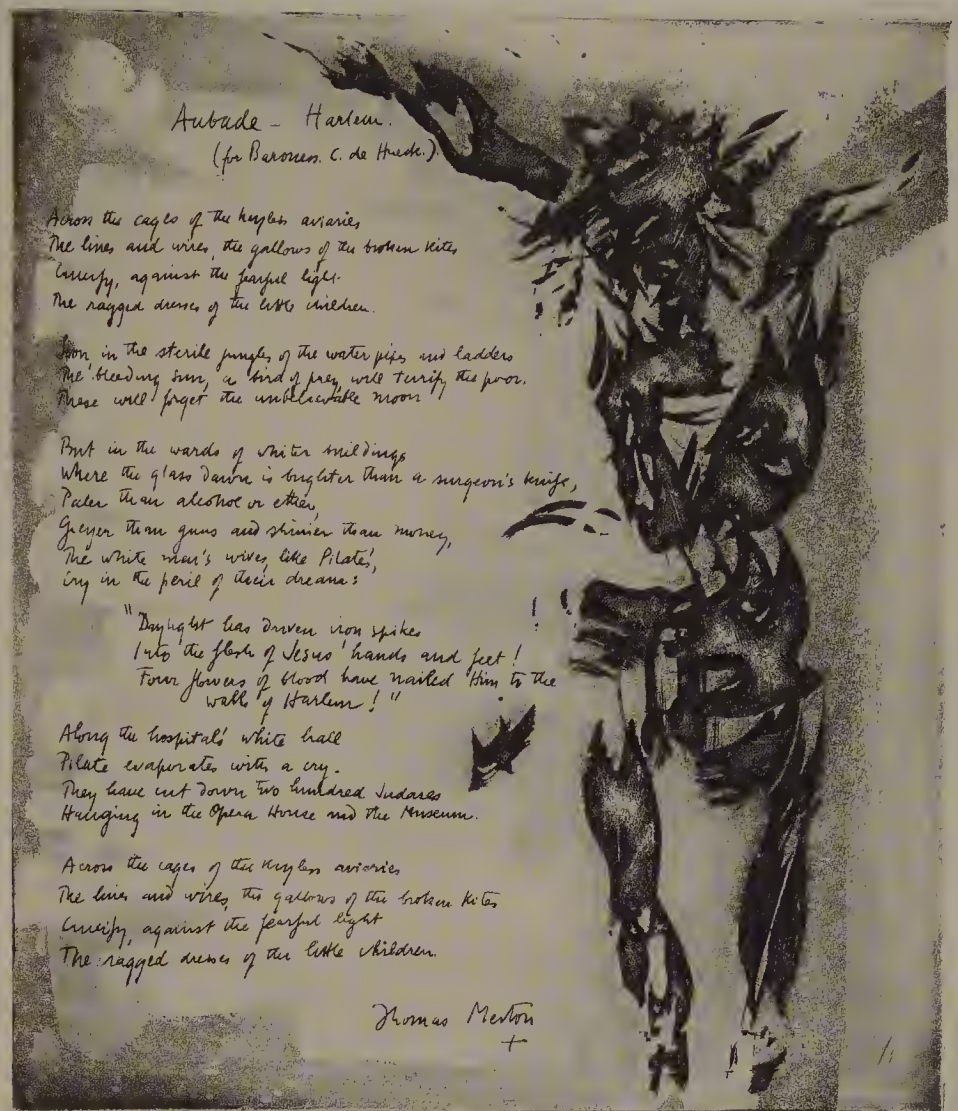 Aubade – Harlem.
(for Baroness. C. de Hueck.)
Across the cages of the keyless aviaries
The lines and wires, the gallows of the broken kites
Crucify, against the fearful light
The ragged dresses of the little children.
Soon, in the sterile jungles of the water pipes and ladders
The bleeding sun, a bird of prey, will terrify the poor.
These will forget the unbelievable moon
But in the wards of whiter buildings
Where the glass dawn is brighter than a surgeon's knife,
Paler than alcohol or ether,
Greyer than guns and shinier than money,
The white men's wives, like Pilate's,
Cry in the peril of their dreams:
"Daylight has driven iron spikes
Into the flesh of Jesus' hands and feet!
Four flowers of blood have nailed Him to the
walls of Harlem!"
Along the hospitals' white hall
Pilate evaporates with a cry.
They have cut down two hundred Judases
Hanging in the Opera House and the Museum.
Across the cages of the keyless aviaries
The lines and wires, the gallows of the broken kites
Crucify, against the fearful light
The ragged dresses of the little children.
Thomas Merton
+